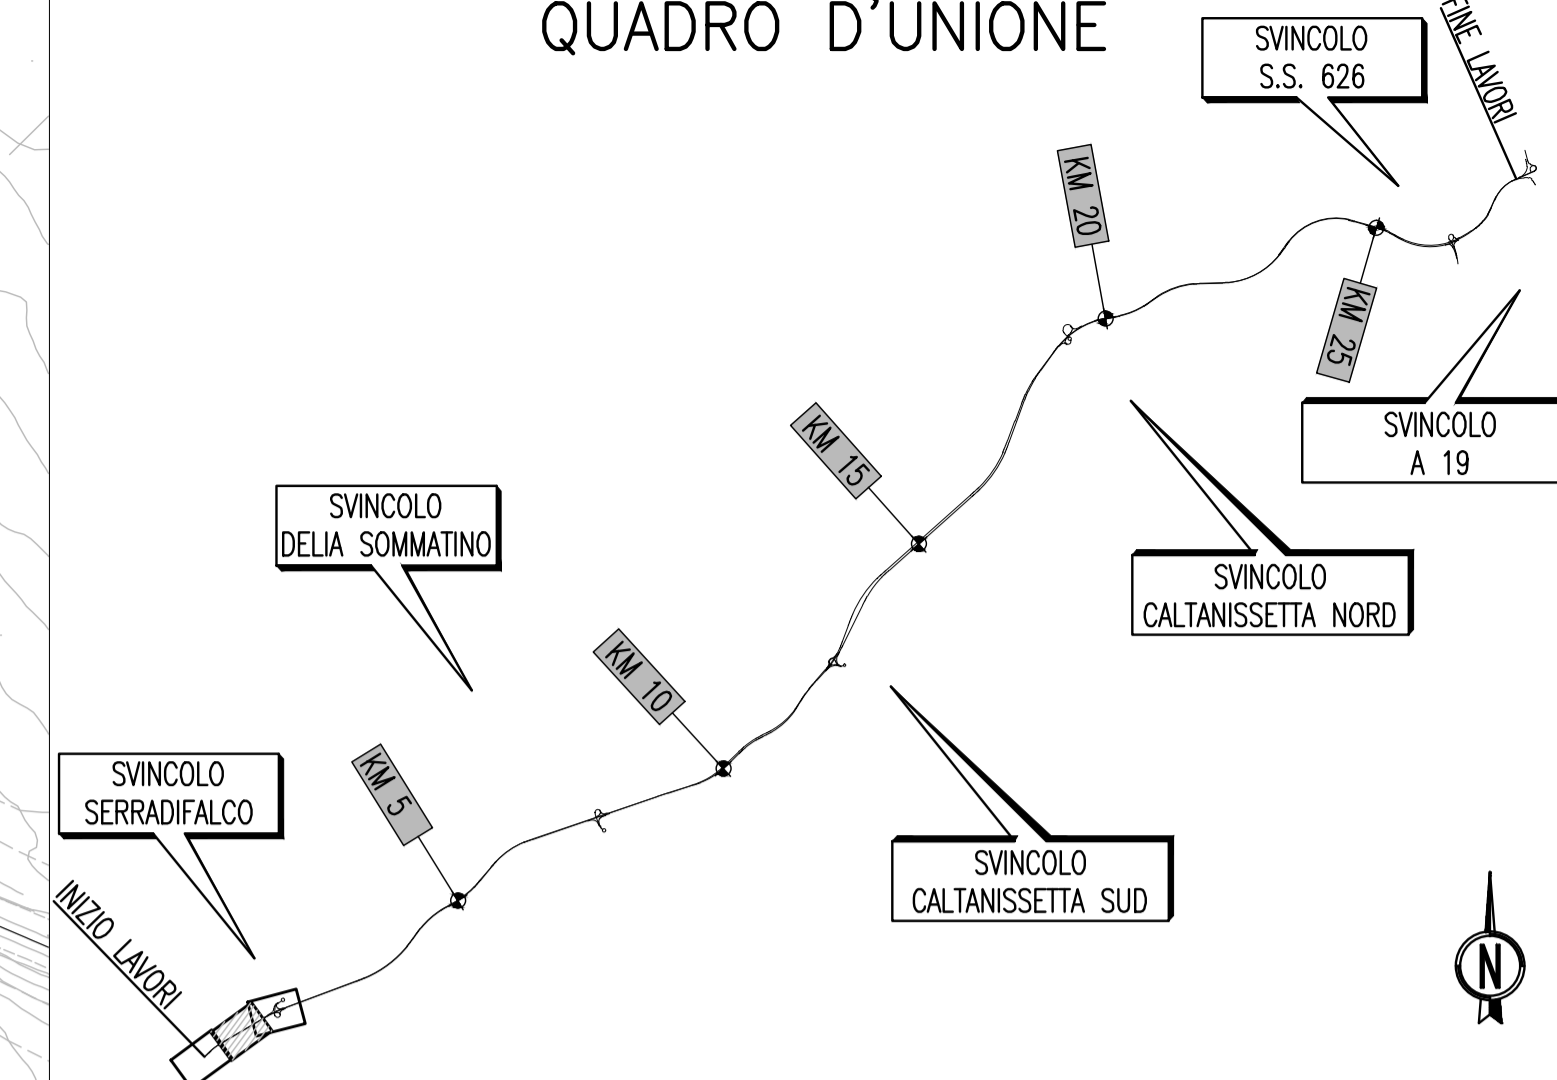 QUADRO D'UNIONE
SVINCOLO
S.S. 626
FINE LAVORI
KM 20
KM 25
SVINCOLO
A 19
KM 15
SVINCOLO
DELIA SOMMATINO
SVINCOLO
CALTANISSETTA NORD
KM 10
KM 5
SVINCOLO
SERRADIFALCO
SVINCOLO
CALTANISSETTA SUD
INIZIO LAVORI
N